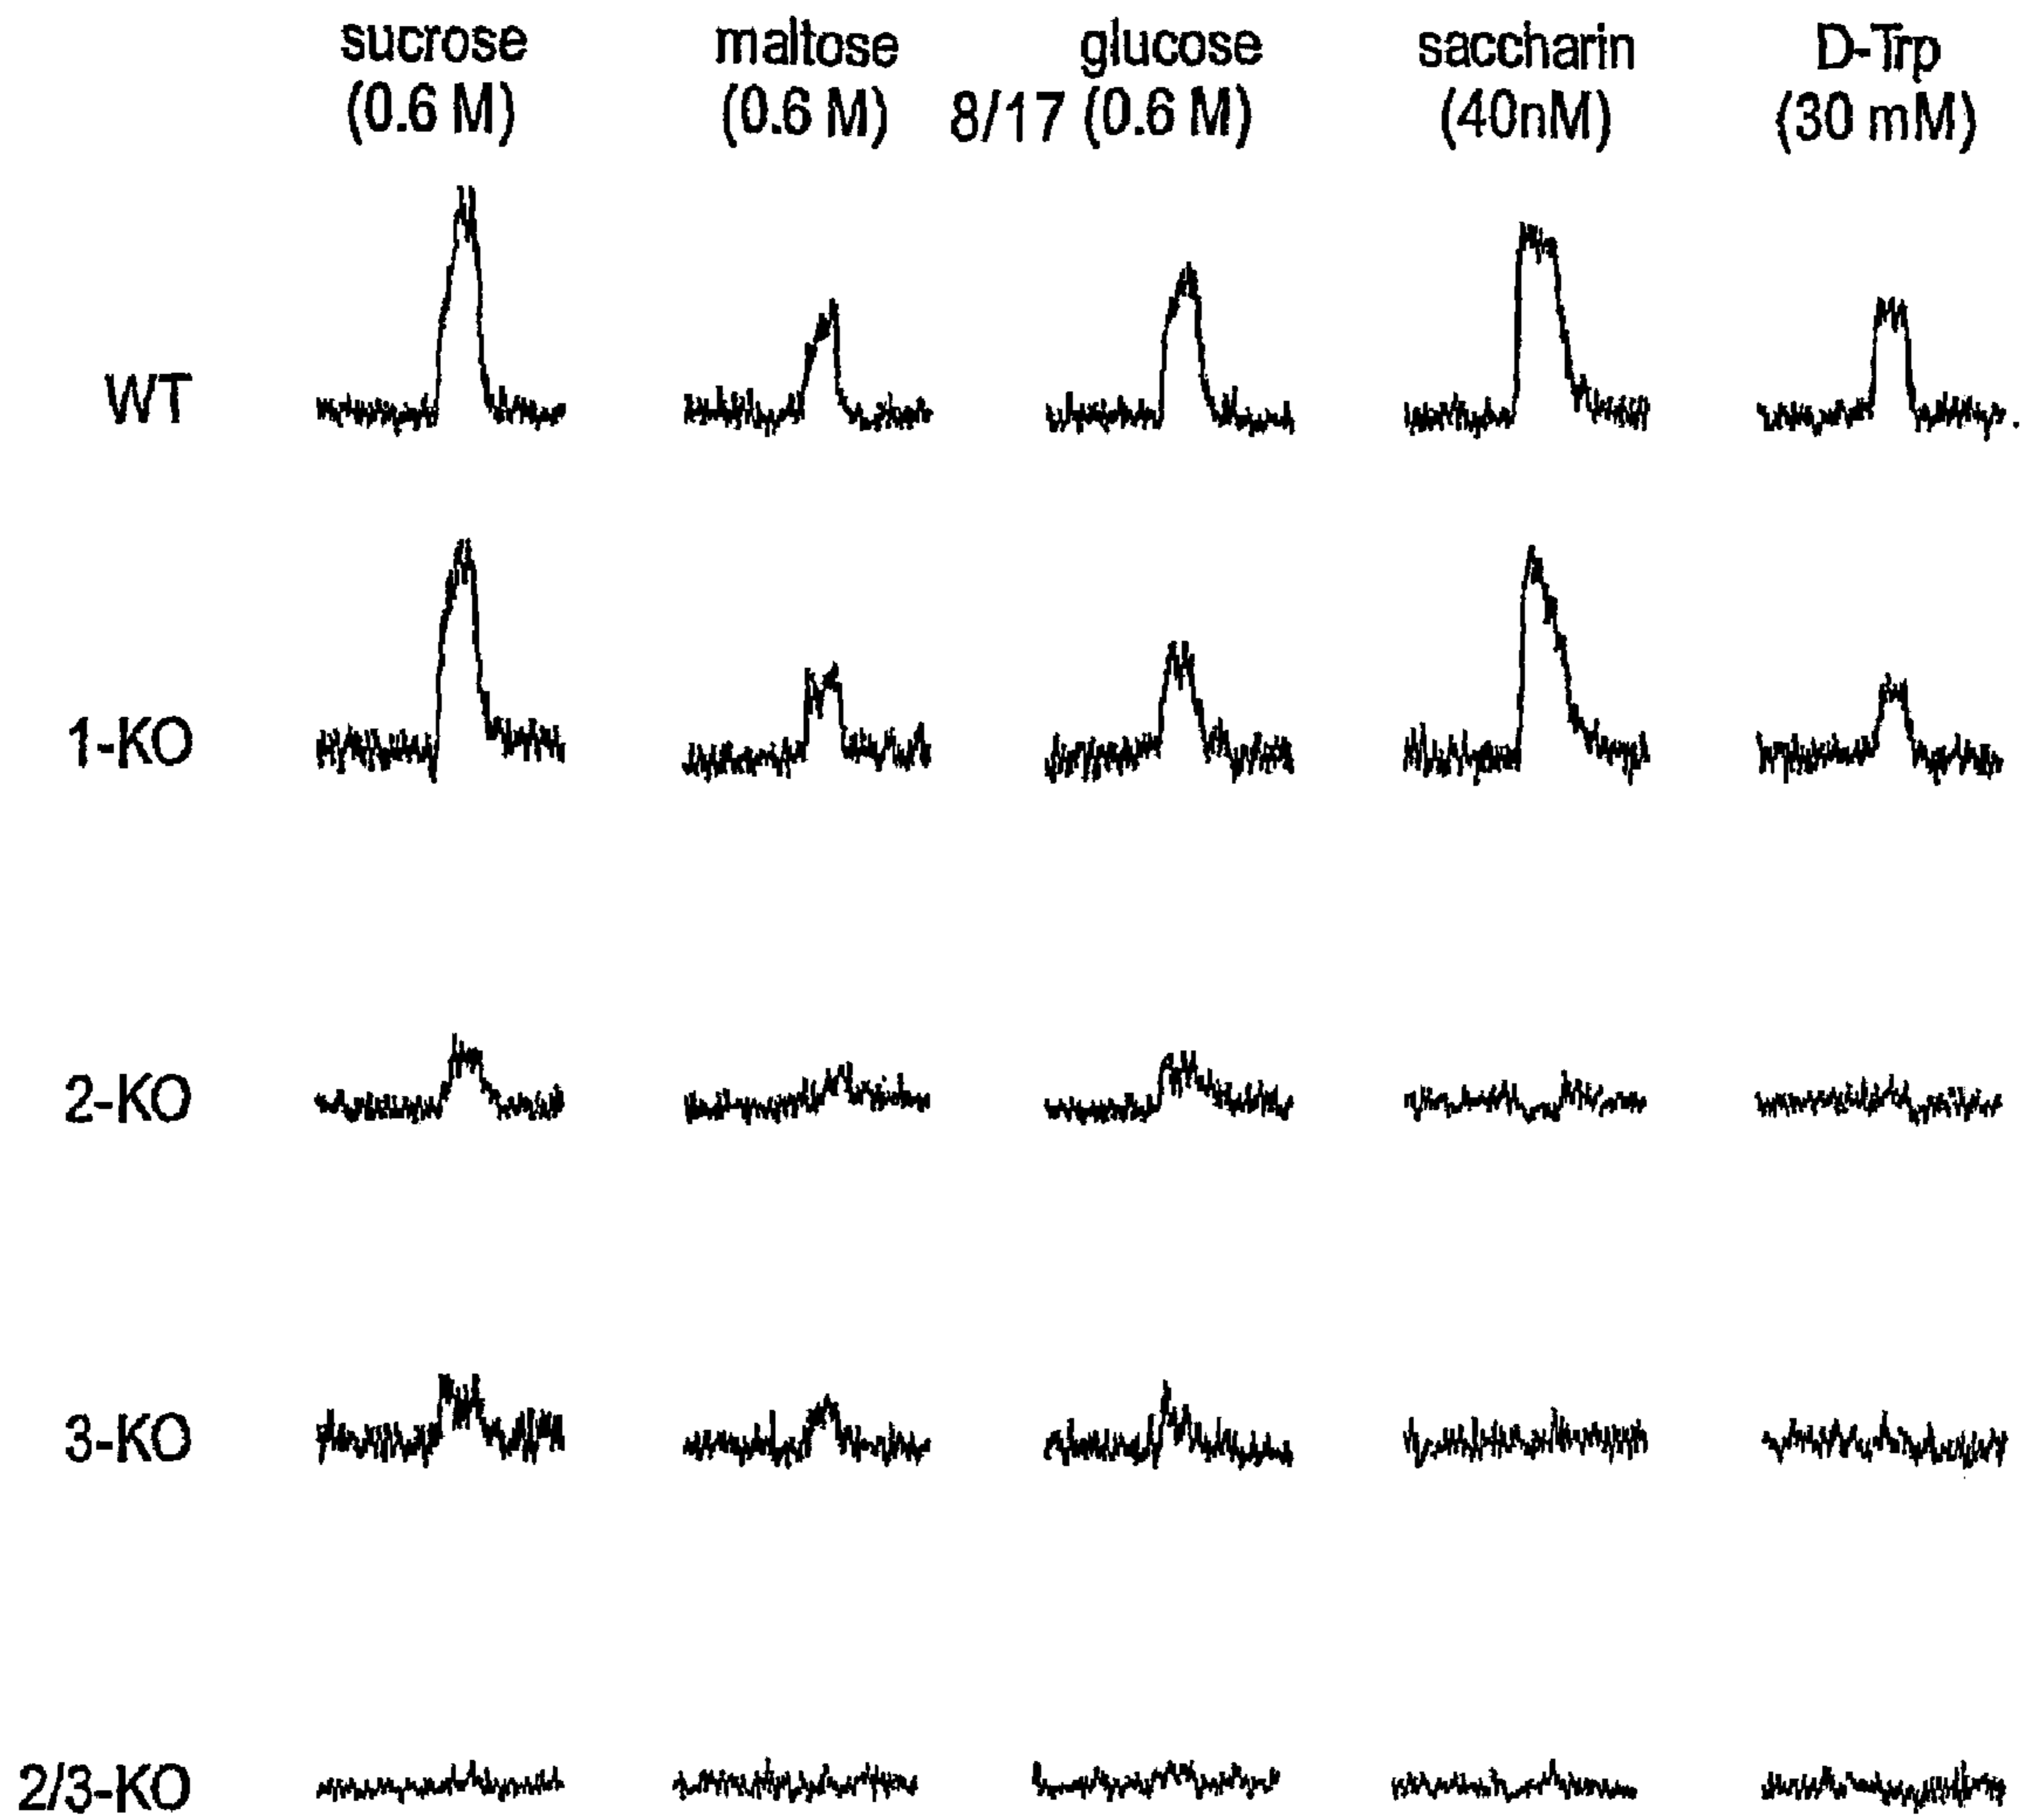 sucrose maltose glucose saccharin D-Trp
(0.6 M) (0.6 M) 8/17 (0.6 M) (40nM) (30 mM)
WT
1-KO
2-KO
3-KO
2/3-KO